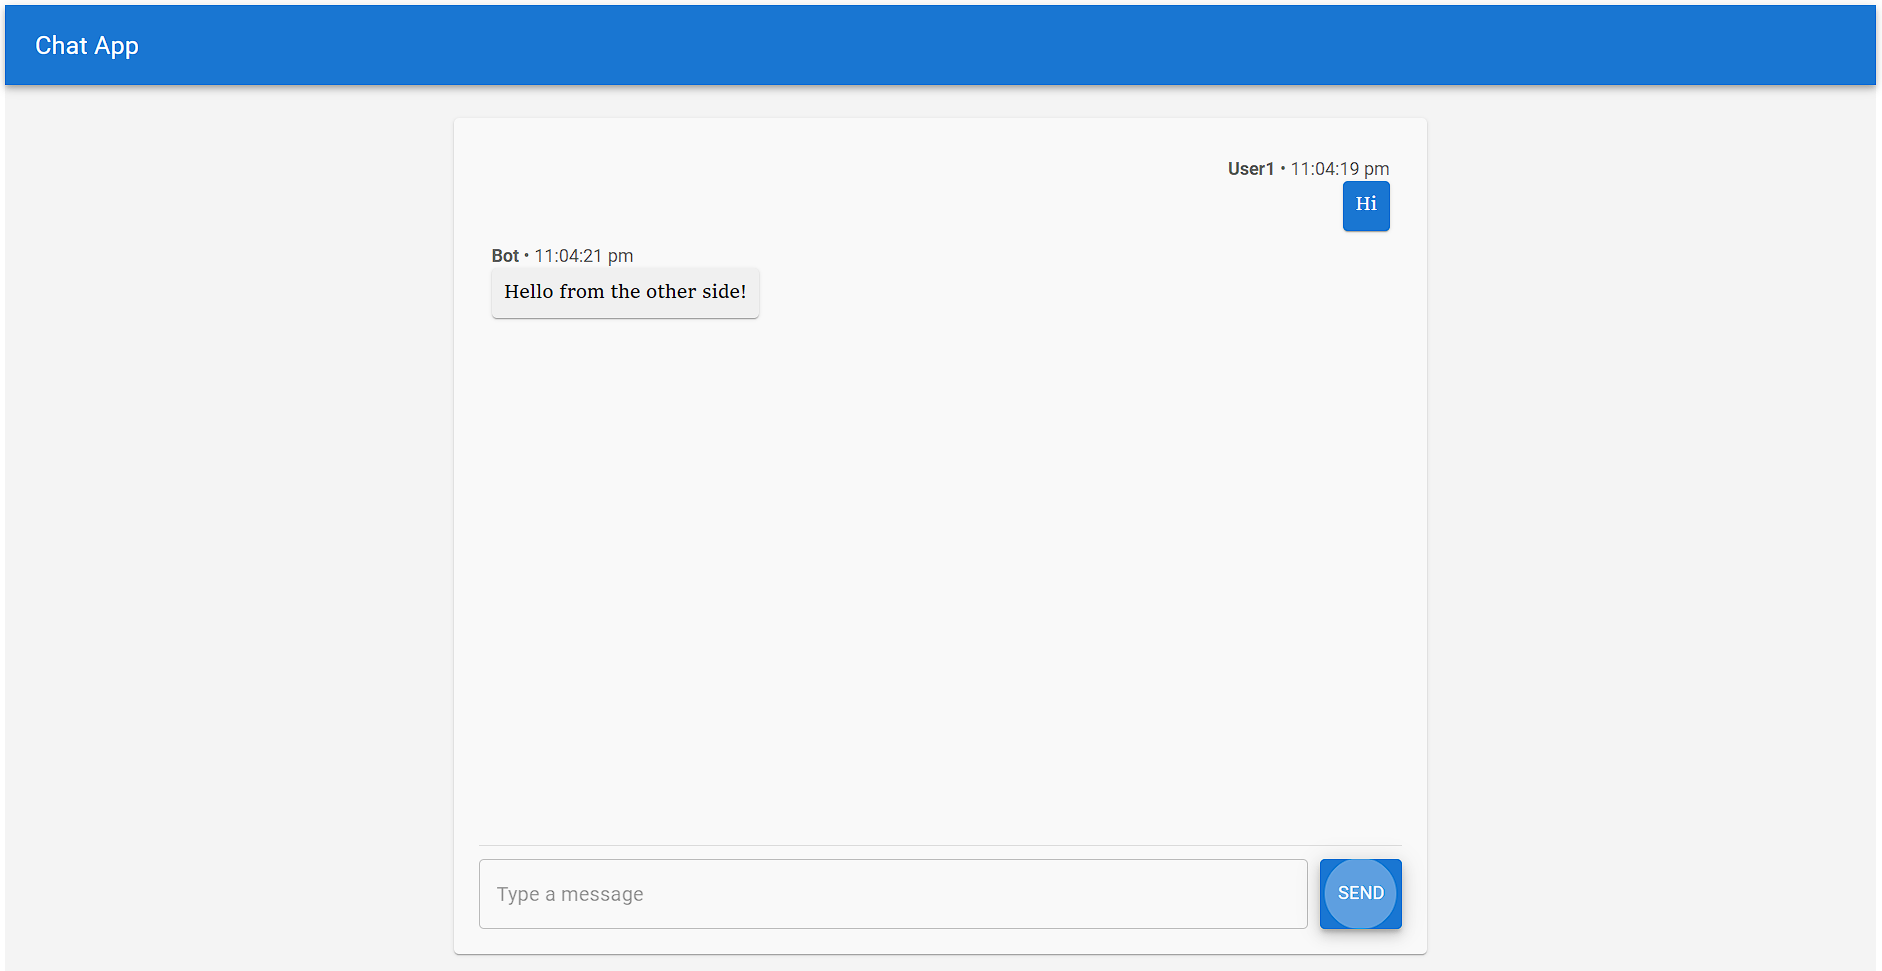 Chat App
User1 • 11:04:19 pm
Hi
Bot • 11:04:21 pm
Hello from the other side!
Type a message
SEND